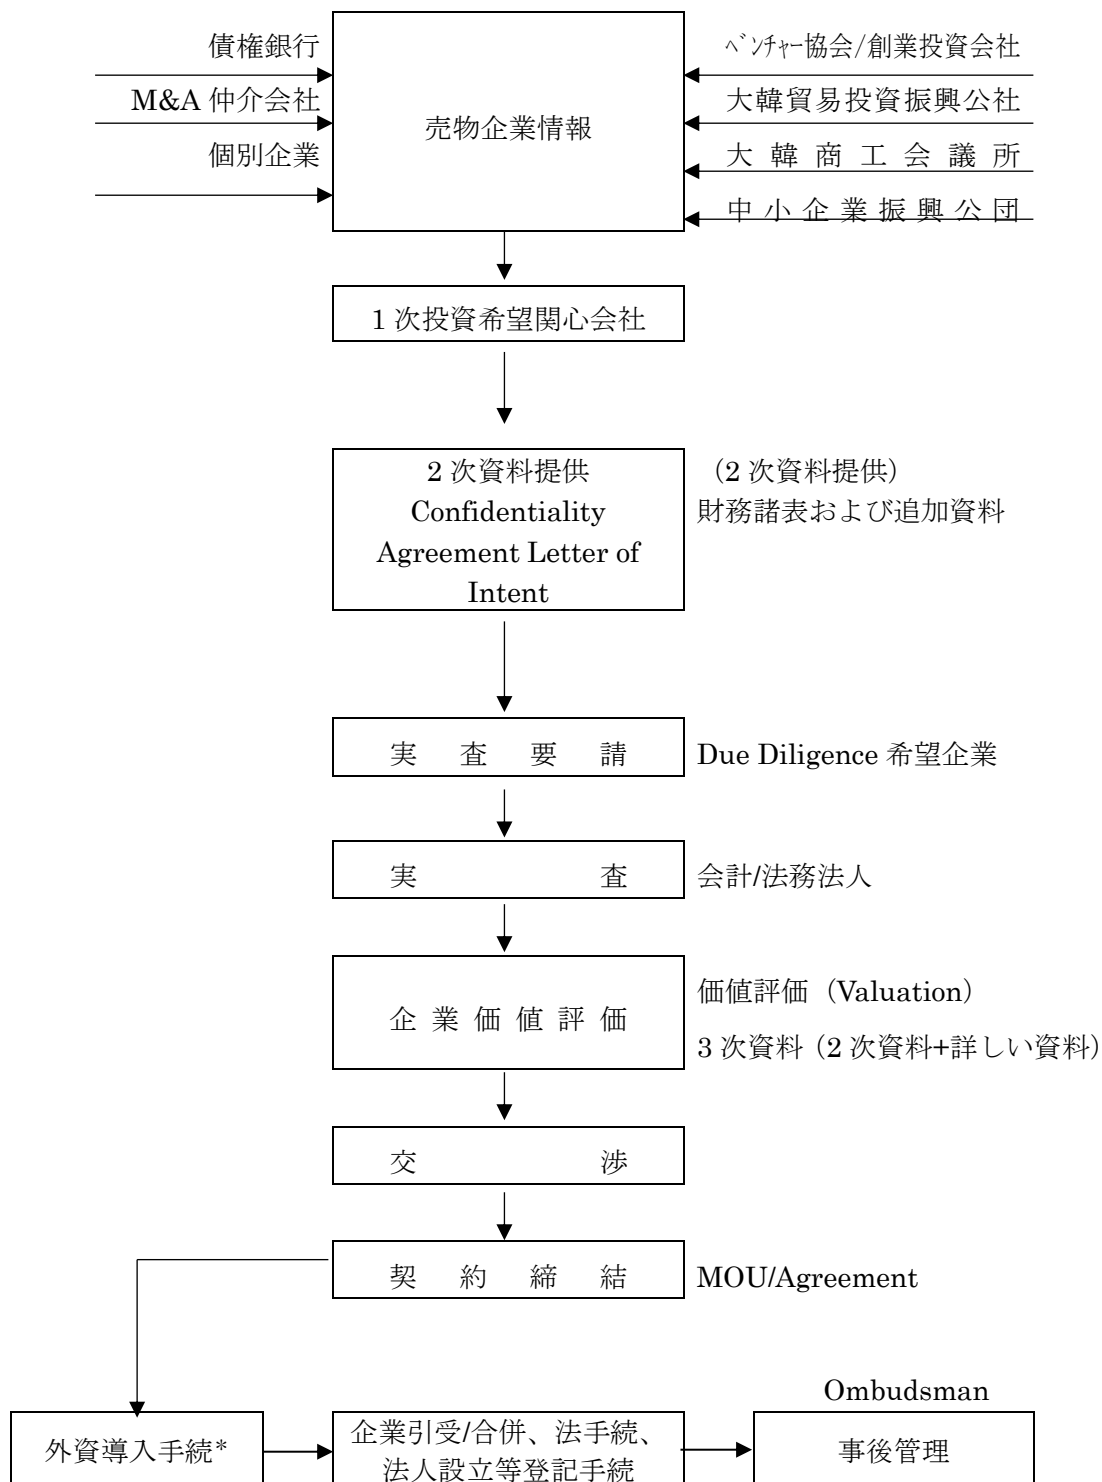 債権銀行
M&A 仲介会社
個別企業
売物企業情報
ﾍﾞﾝﾁｬｰ協会/創業投資会社
大韓貿易投資振興公社
大韓商工会議所
中小企業振興公団
1 次投資希望関心会社
2 次資料提供
Confidentiality
Agreement Letter of
Intent
（2 次資料提供）
財務諸表および追加資料
実査要請
Due Diligence 希望企業
実査
会計/法務法人
企業価値評価
価値評価（Valuation）
3 次資料（2 次資料+詳しい資料）
交渉
契約締結
MOU/Agreement
Ombudsman
外資導入手続*
企業引受/合併、法手続、
法人設立等登記手続
事後管理